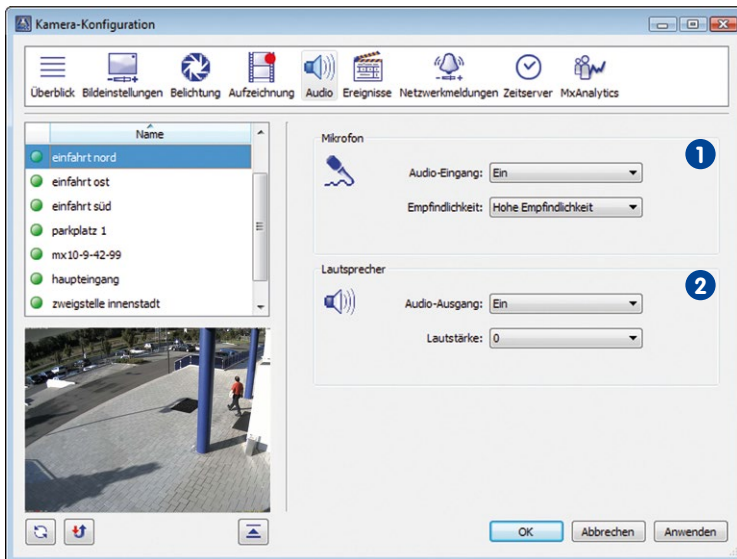 Kamera-Konfiguration
Überblick Bildeinstellungen Belichtung Aufzeichnung Audio Ereignisse Netzwerkmeldungen Zeitserver MxAnalytics
Name
einfahrt nord
einfahrt ost
einfahrt süd
parkplatz 1
mx10-9-42-99
haupteingang
zweigstelle innenstadt
Mikrofon
1
Audio-Eingang: Ein
Empfindlichkeit: Hohe Empfindlichkeit
Lautsprecher
2
Audio-Ausgang: Ein
Lautstärke: 0
OK Abbrechen Anwenden